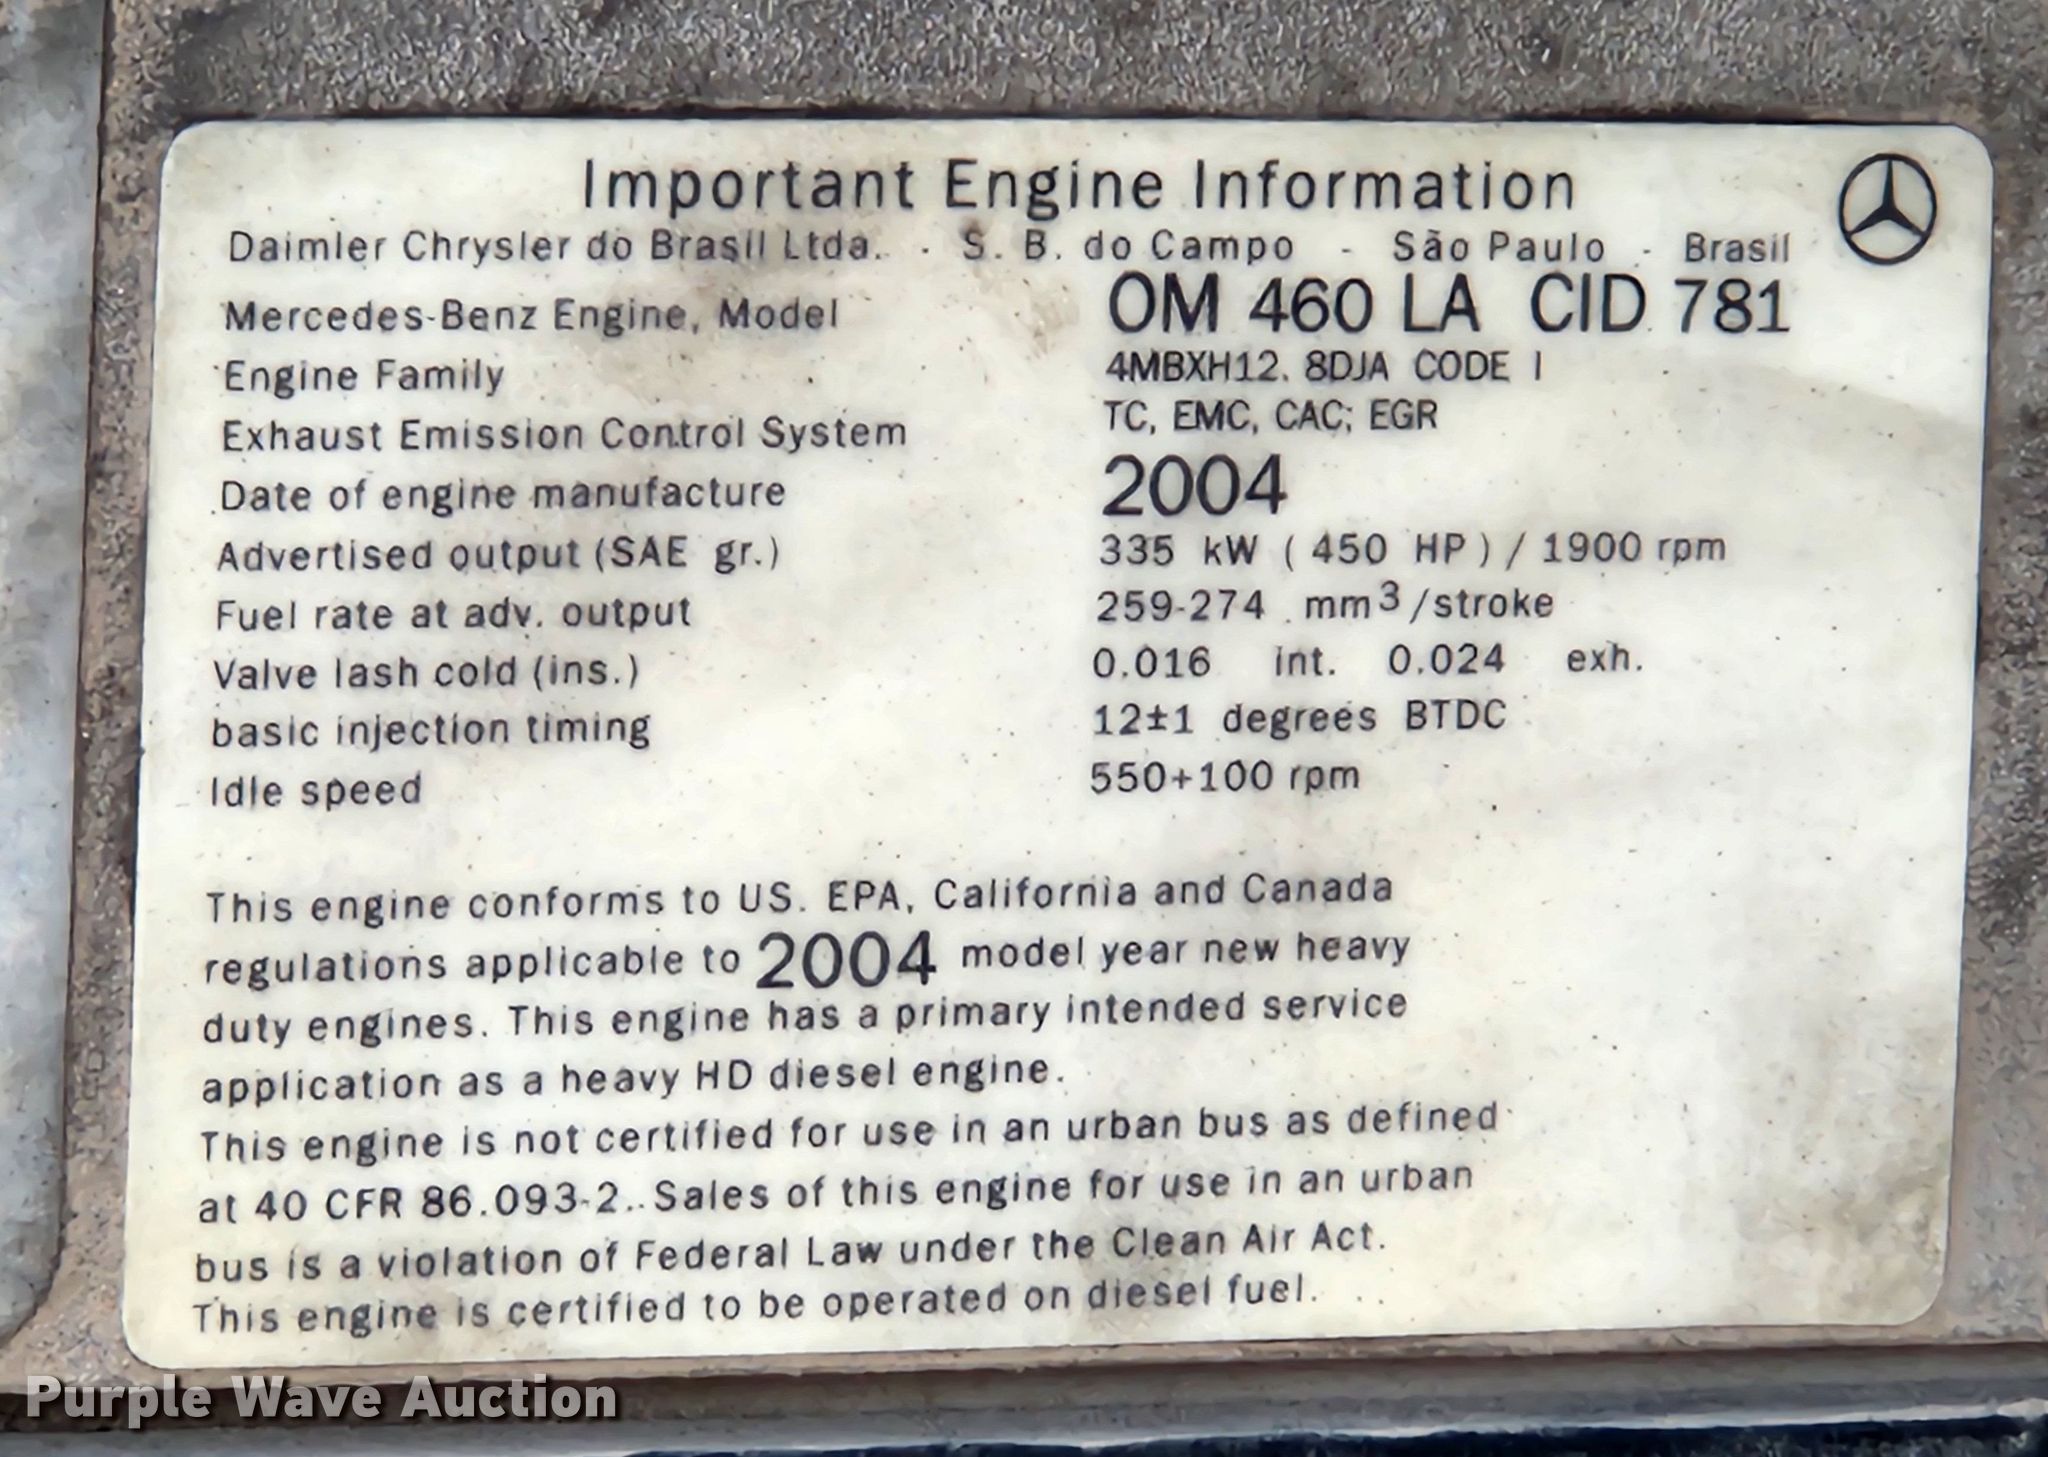 Important Engine Information
Daimler Chrysler do Brasil Ltda. - S. B. do Campo - São Paulo - Brasil
Mercedes-Benz Engine, Model OM 460 LA CID 781
Engine Family 4MBXH12. 8DJA CODE I
Exhaust Emission Control System TC, EMC, CAC; EGR
Date of engine manufacture 2004
Advertised output (SAE gr.) 335 kW ( 450 HP ) / 1900 rpm
Fuel rate at adv. output 259-274 mm3 /stroke
Valve lash cold (ins.) 0.016 int. 0.024 exh.
basic injection timing 12±1 degrees BTDC
Idle speed 550+100 rpm
This engine conforms to US. EPA, California and Canada
regulations applicable to 2004 model year new heavy
duty engines. This engine has a primary intended service
application as a heavy HD diesel engine.
This engine is not certified for use in an urban bus as defined
at 40 CFR 86.093-2. Sales of this engine for use in an urban
bus is a violation of Federal Law under the Clean Air Act.
This engine is certified to be operated on diesel fuel.
Purple Wave Auction